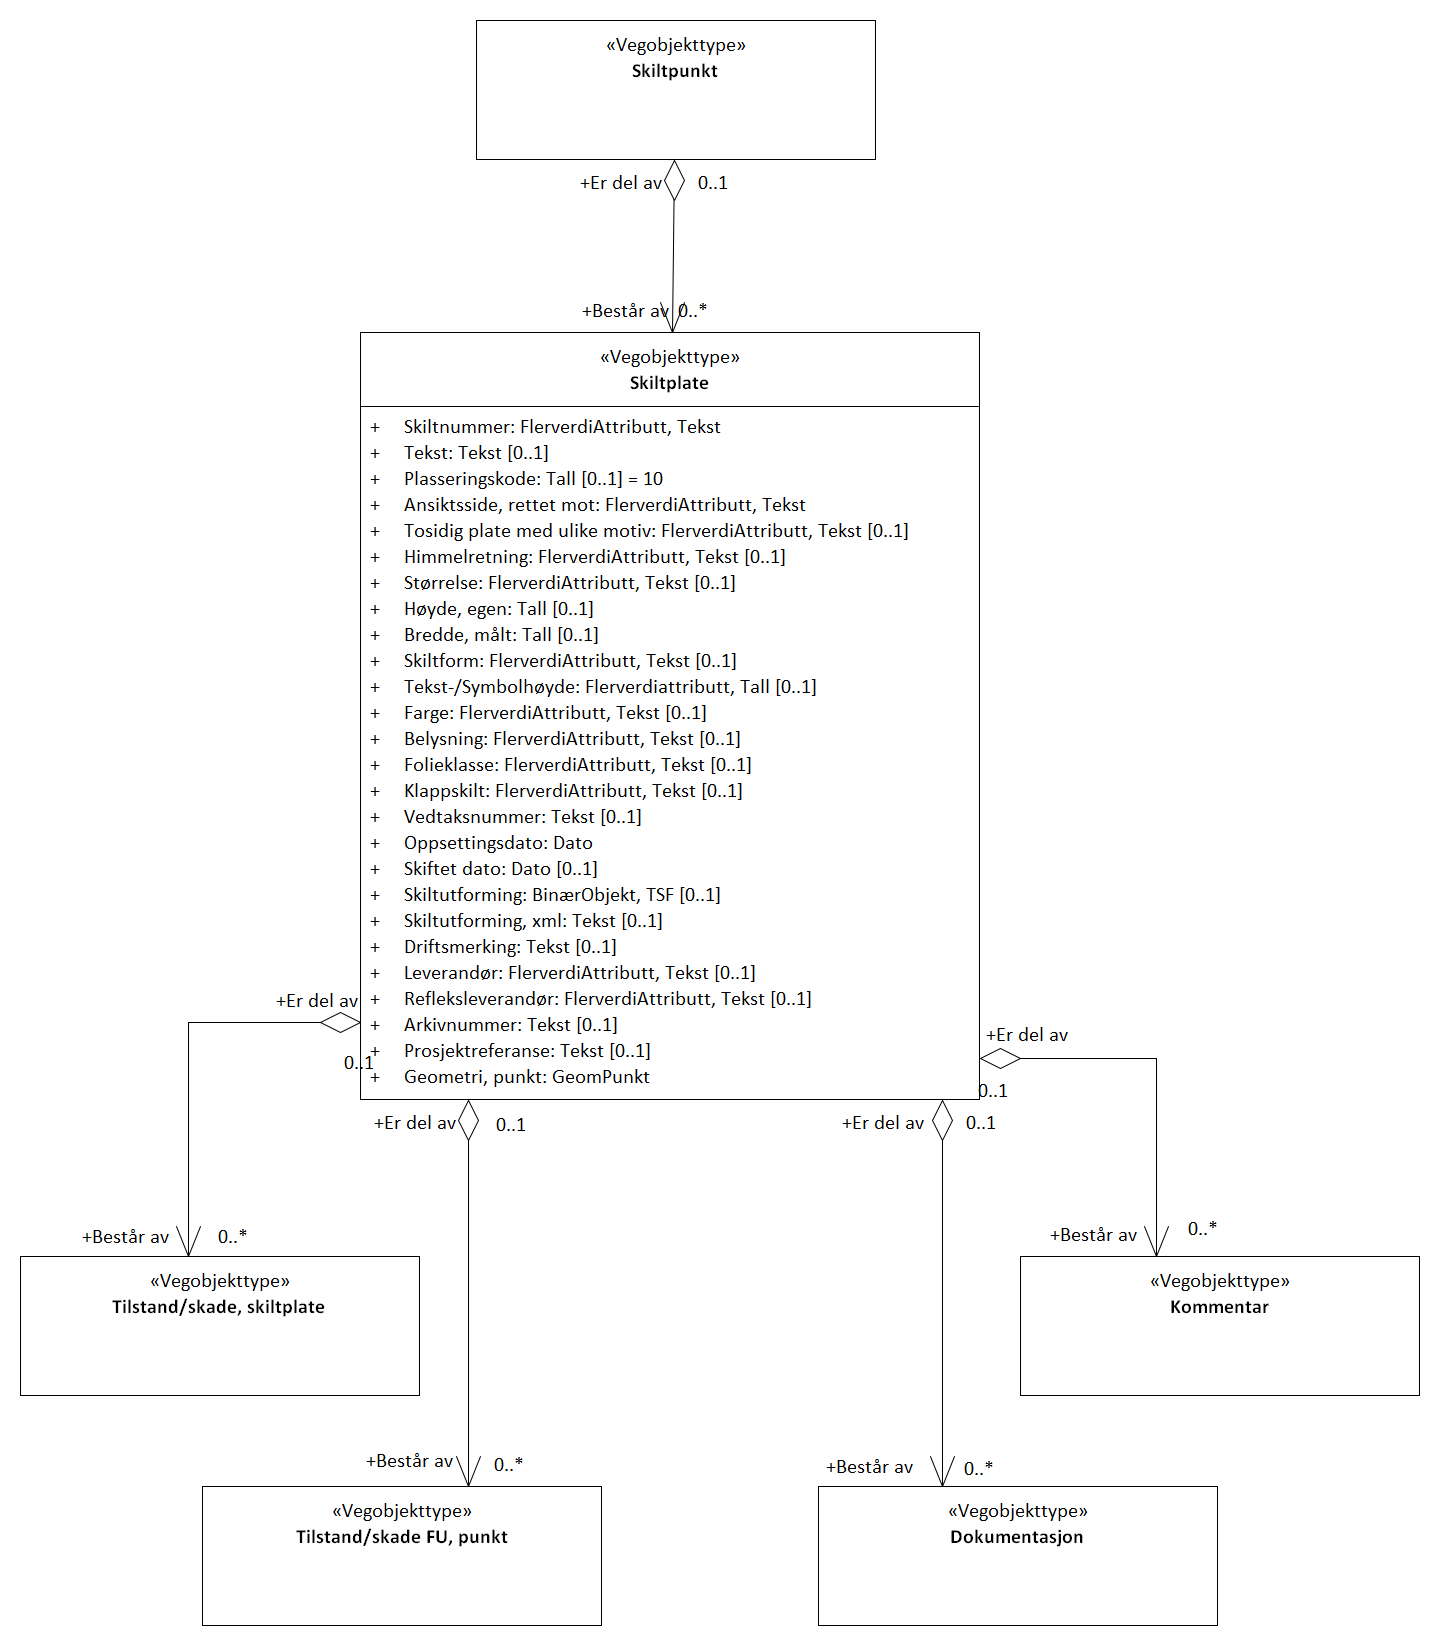 «Vegobjekttype»
Skiltpunkt
+Er del av 0..1
+Består av 0..*
«Vegobjekttype»
Skiltplate
+ Skiltnummer: FlerverdiAttributt, Tekst
+ Tekst: Tekst [0..1]
+ Plasseringskode: Tall [0..1] = 10
+ Ansiktsside, rettet mot: FlerverdiAttributt, Tekst
+ Tosidig plate med ulike motiv: FlerverdiAttributt, Tekst [0..1]
+ Himmelretning: FlerverdiAttributt, Tekst [0..1]
+ Størrelse: FlerverdiAttributt, Tekst [0..1]
+ Høyde, egen: Tall [0..1]
+ Bredde, målt: Tall [0..1]
+ Skiltform: FlerverdiAttributt, Tekst [0..1]
+ Tekst-/Symbolhøyde: Flerverdiattributt, Tall [0..1]
+ Farge: FlerverdiAttributt, Tekst [0..1]
+ Belysning: FlerverdiAttributt, Tekst [0..1]
+ Folieklasse: FlerverdiAttributt, Tekst [0..1]
+ Klappskilt: FlerverdiAttributt, Tekst [0..1]
+ Vedtaksnummer: Tekst [0..1]
+ Oppsettingsdato: Dato
+ Skiftet dato: Dato [0..1]
+ Skiltutforming: BinærObjekt, TSF [0..1]
+ Skiltutforming, xml: Tekst [0..1]
+ Driftsmerking: Tekst [0..1]
+ Leverandør: FlerverdiAttributt, Tekst [0..1]
+ Refleksleverandør: FlerverdiAttributt, Tekst [0..1]
+ Arkivnummer: Tekst [0..1]
+ Prosjektreferanse: Tekst [0..1]
+ Geometri, punkt: GeomPunkt
+Er del av
0..1
+Er del av
0..1
+Er del av 0..1
+Er del av 0..1
+Består av 0..*
+Består av 0..*
«Vegobjekttype»
Tilstand/skade, skiltplate
«Vegobjekttype»
Kommentar
+Består av 0..*
+Består av 0..*
«Vegobjekttype»
Tilstand/skade FU, punkt
«Vegobjekttype»
Dokumentasjon